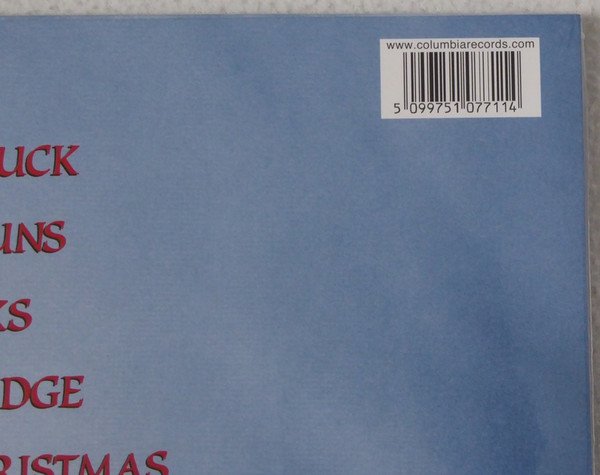 www.columbiarecords.com
5 099751 077114
UCK
UNS
KS
DGE
RISTMAS